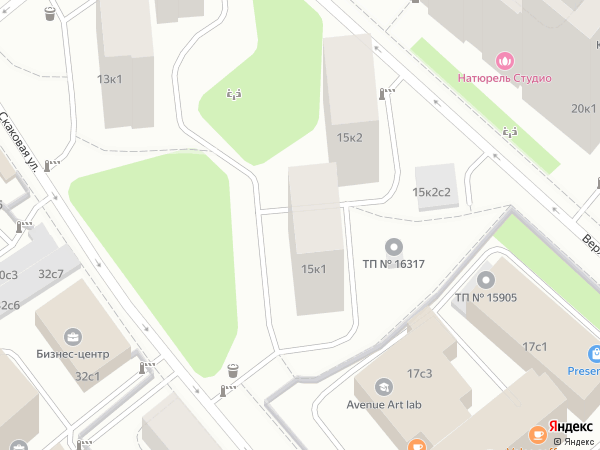 13к1
Натюрель Студио
20к1
Скаковая ул.
15к2
15к2с2
ТП № 16317
15к1
32с7
ТП № 15905
17с1
Бизнес-центр
32с1
17с3
Avenue Art lab
Яндекс
© Яндекс